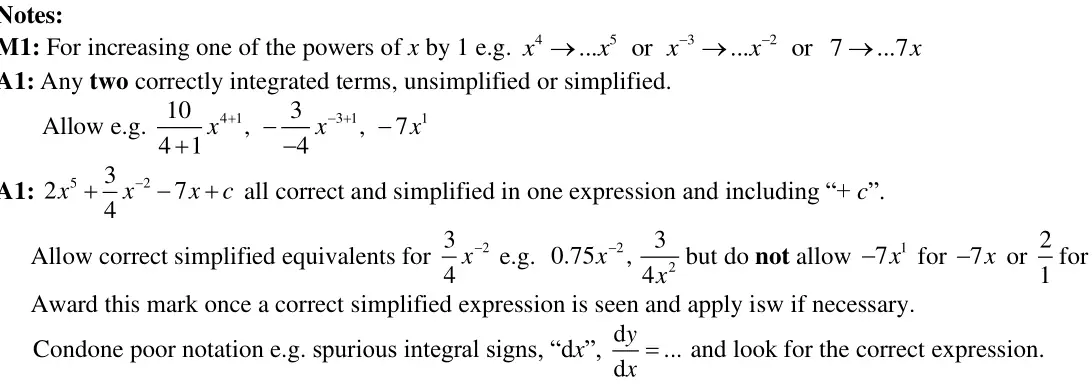 Notes:
M1: For increasing one of the powers of x by 1 e.g. x⁴ → ...x⁵ or x⁻³ → ...x⁻² or 7 → ...7x
A1: Any two correctly integrated terms, unsimplified or simplified.
Allow e.g. 10/(4+1) x⁴⁺¹, −3/(−4) x⁻³⁺¹, −7x¹
A1: 2x⁵ + 3/4 x⁻² − 7x + c all correct and simplified in one expression and including “+ c”.
Allow correct simplified equivalents for 3/4 x⁻² e.g. 0.75x⁻², 3/(4x²) but do not allow −7x¹ for −7x or 2/1 for
Award this mark once a correct simplified expression is seen and apply isw if necessary.
Condone poor notation e.g. spurious integral signs, “dx”, dy/dx = ... and look for the correct expression.